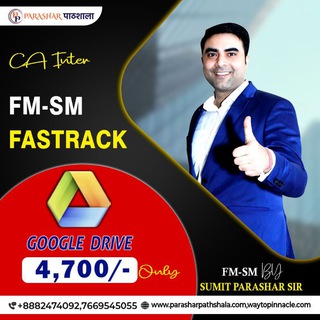 PARASHAR पाठशाला
CA Inter
FM-SM
FASTRACK
GOOGLE DRIVE
4,700/- Only
FM-SM BY
SUMIT PARASHAR SIR
+8882474092,7669545055
www.parasharpathshala.com,waytopinnacle.com